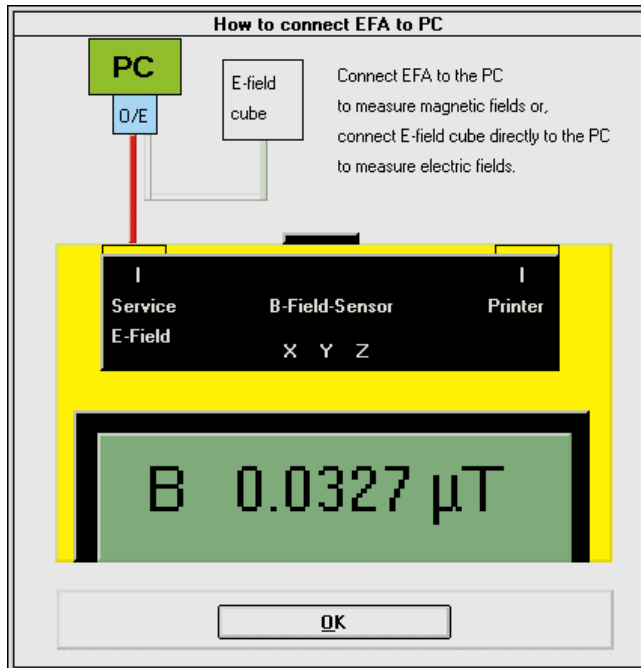 How to connect EFA to PC
PC
O/E
E-field
cube
Connect EFA to the PC
to measure magnetic fields or,
connect E-field cube directly to the PC
to measure electric fields.
I I
Service B-Field-Sensor Printer
E-Field
X Y Z
B 0.0327 µT
OK